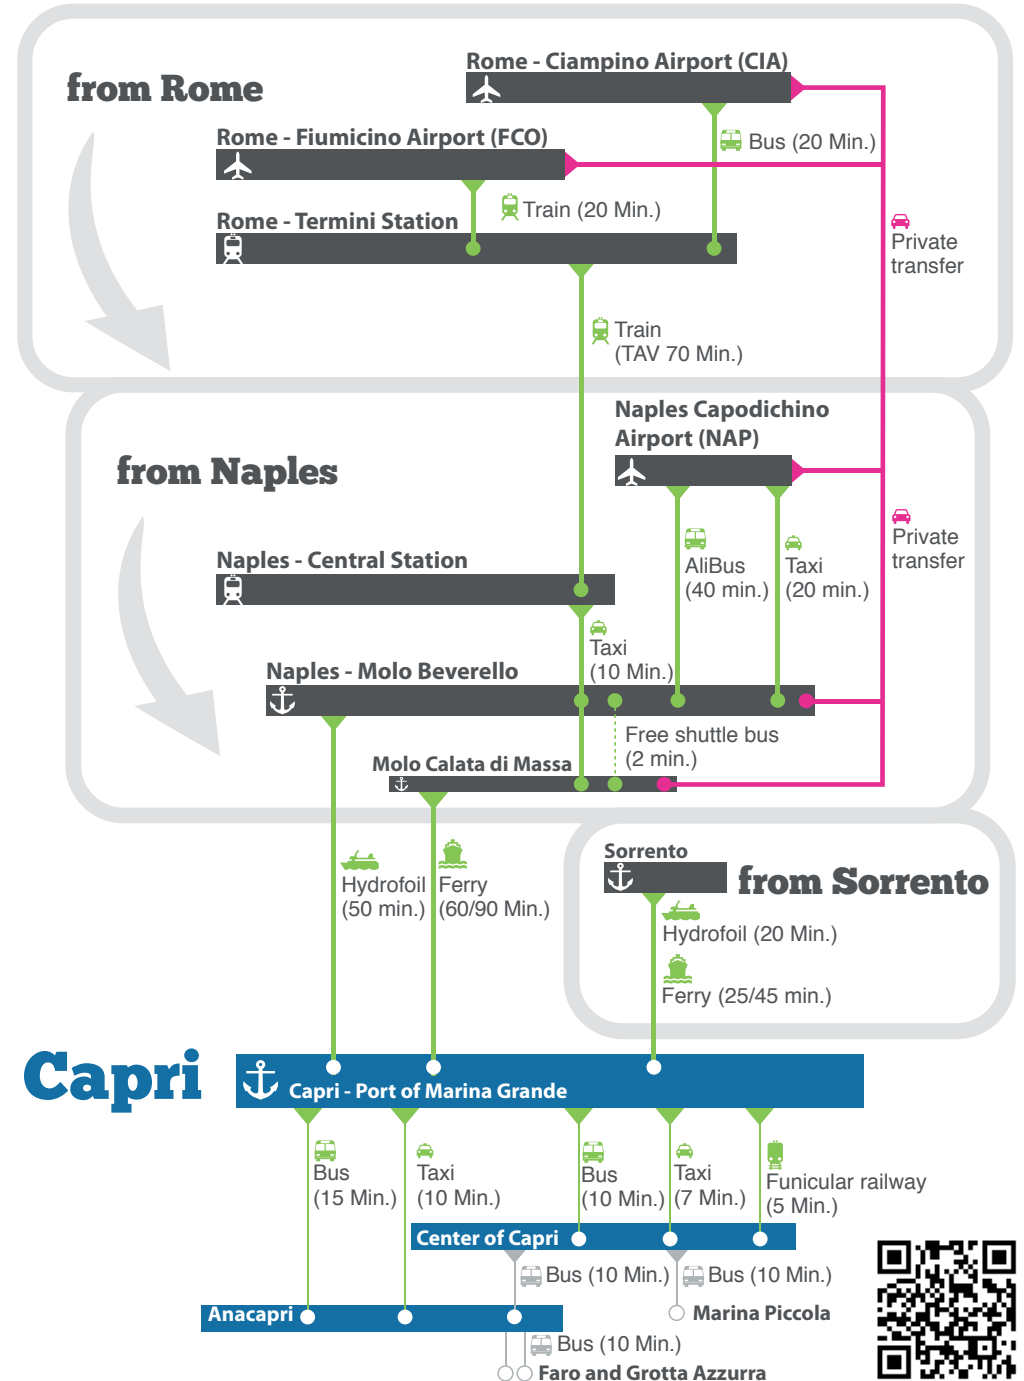 from Rome
Rome - Ciampino Airport (CIA)
Bus (20 Min.)
Rome - Fiumicino Airport (FCO)
Train (20 Min.)
Rome - Termini Station
Private
transfer
Train
(TAV 70 Min.)
from Naples
Naples Capodichino
Airport (NAP)
Private
transfer
AliBus
(40 min.)
Taxi
(20 min.)
Naples - Central Station
Taxi
(10 Min.)
Naples - Molo Beverello
Free shuttle bus
(2 min.)
Molo Calata di Massa
Hydrofoil
(50 min.)
Ferry
(60/90 Min.)
Sorrento
from Sorrento
Hydrofoil (20 Min.)
Ferry (25/45 min.)
Capri
Capri - Port of Marina Grande
Bus
(15 Min.)
Taxi
(10 Min.)
Bus
(10 Min.)
Taxi
(7 Min.)
Funicular railway
(5 Min.)
Center of Capri
Bus (10 Min.)
Bus (10 Min.)
Anacapri
Marina Piccola
Bus (10 Min.)
Faro and Grotta Azzurra